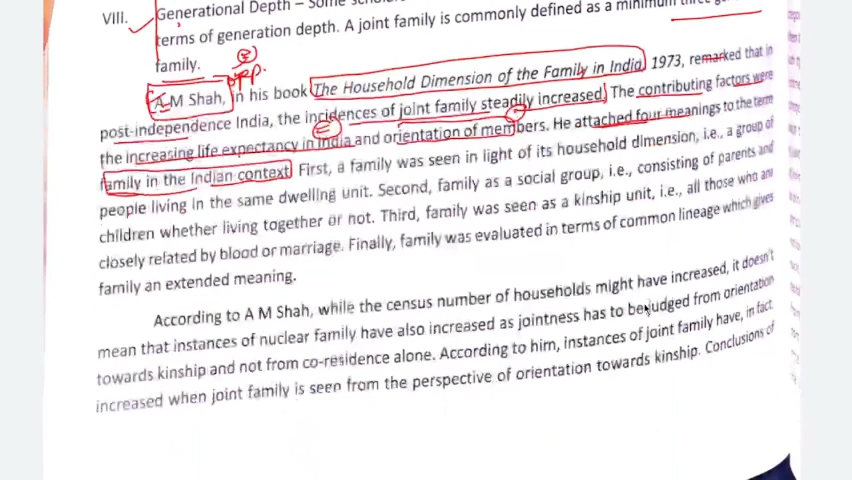 VIII. Generational Depth – Some
terms of generation depth. A joint family is commonly defined as a minimum three
family.
opp.
A M Shah, in his book The Household Dimension of the Family in India 1973, remarked that in
post-independence India, the incidences of joint family steadily increased. The contributing factors were
the increasing life expectancy in India and orientation of members. He attached four meanings to the term
family in the Indian context. First, a family was seen in light of its household dimension, i.e., a group of
people living in the same dwelling unit. Second, family as a social group, i.e., consisting of parents and
children whether living together or not. Third, family was seen as a kinship unit, i.e., all those who are
closely related by blood or marriage. Finally, family was evaluated in terms of common lineage which gives
family an extended meaning.
According to A M Shah, while the census number of households might have increased, it doesn't
mean that instances of nuclear family have also increased as jointness has to be judged from orientation
towards kinship and not from co-residence alone. According to him, instances of joint family have, in fact
increased when joint family is seen from the perspective of orientation towards kinship. Conclusions of